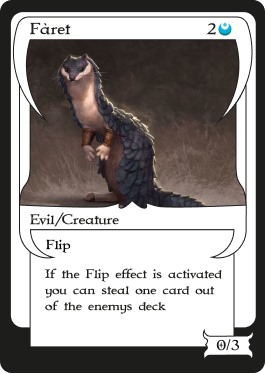 Fàret 2
Evil/Creature
Flip
If the Flip effect is activated
you can steal one card out
of the enemys deck
0/3